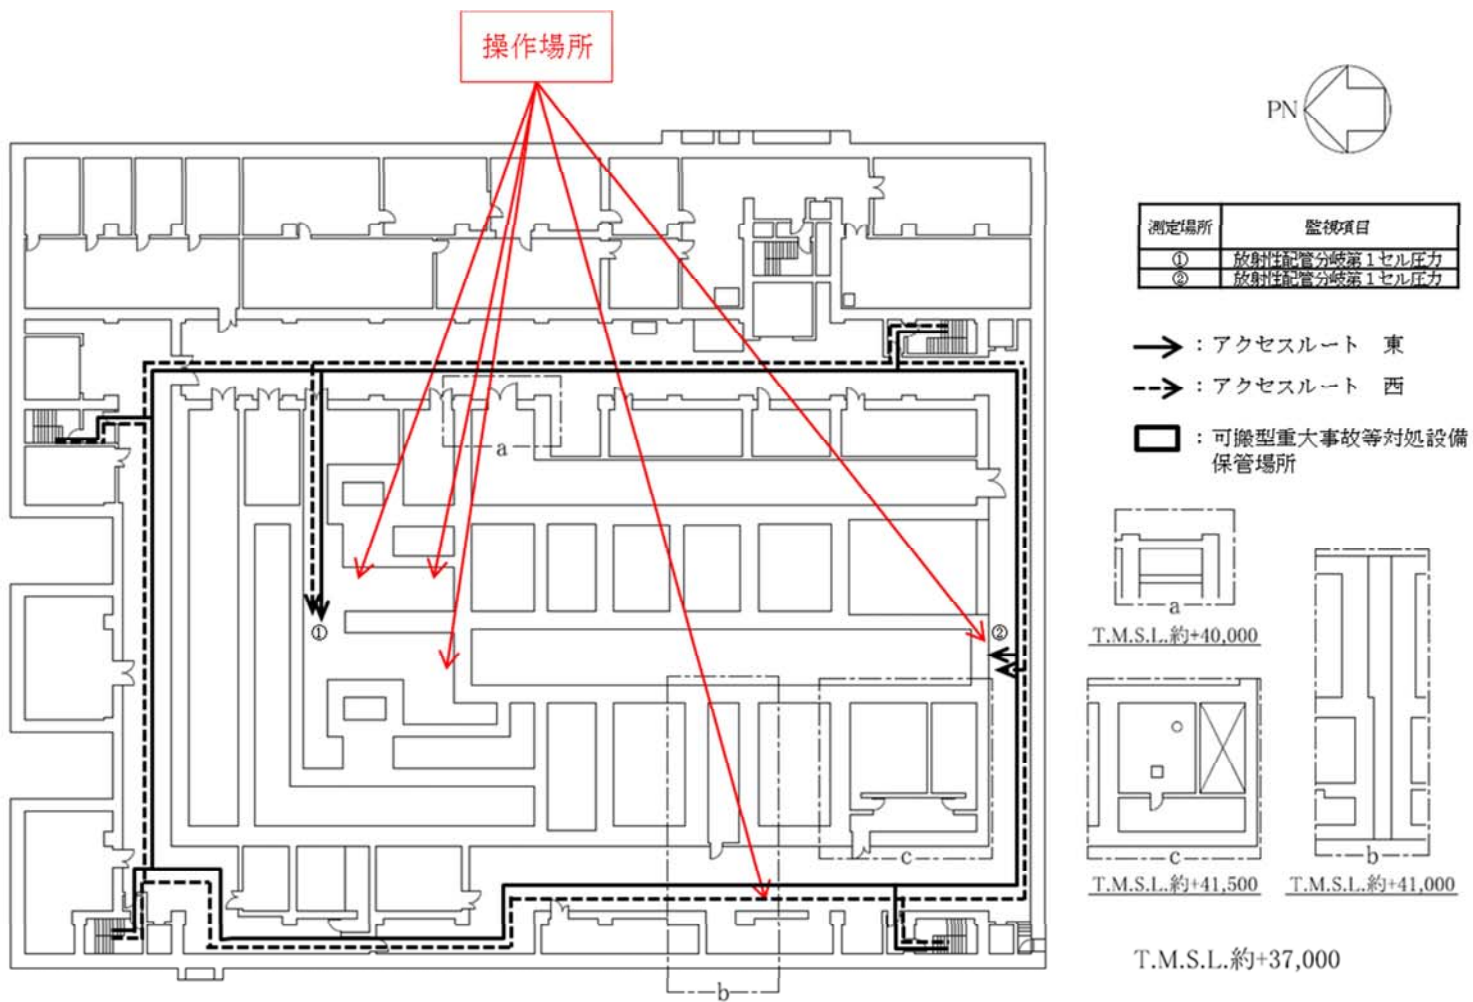 操作場所
PN
測定場所 監視項目
① 放射性配管分岐第1セル圧力
② 放射性配管分岐第1セル圧力
：アクセスルート　東
：アクセスルート　西
：可搬型重大事故等対処設備
保管場所
a
①
②
a
T.M.S.L.約+40,000
c
b
c
T.M.S.L.約+41,500
b
T.M.S.L.約+41,000
T.M.S.L.約+37,000